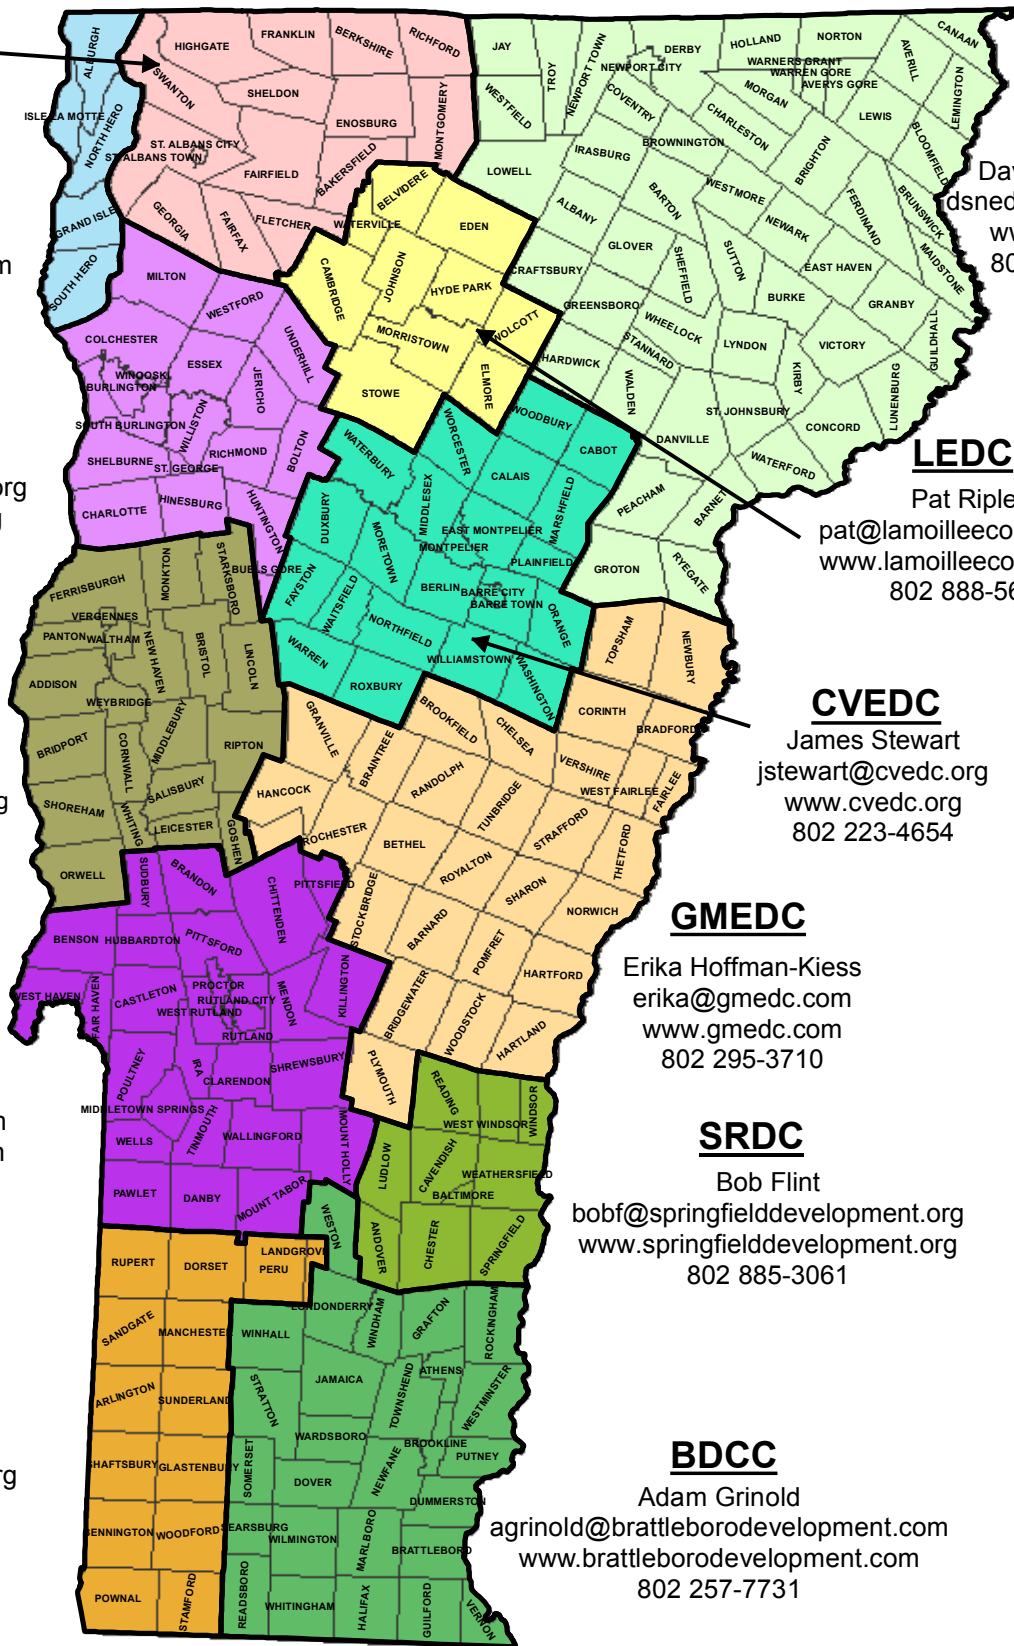 ALBURGH
ISLE LA MOTTE
NORTH HERO
GRAND ISLE
SOUTH HERO
HIGHGATE
FRANKLIN
BERKSHIRE
RICHFORD
SWANTON
SHELDON
ENOSBURG
MONTGOMERY
ST. ALBANS CITY
ST. ALBANS TOWN
FAIRFIELD
BAKERSFIELD
GEORGIA
FAIRFAX
FLETCHER
JAY
TROY
NEWPORT TOWN
NEWPORT CITY
DERBY
HOLLAND
NORTON
AVERILL
CANAAN
WARNERS GRANT
WARREN GORE
AVERYS GORE
MORGAN
LEWIS
LEMINGTON
BLOOMFIELD
WESTFIELD
COVENTRY
CHARLESTON
BROWNINGTON
BRIGHTON
IRASBURG
LOWELL
BARTON
WESTMORE
FERDINAND
BRUNSWICK
MAIDSTONE
ALBANY
NEWARK
GLOVER
SUTTON
SHEFFIELD
EAST HAVEN
CRAFTSBURY
BURKE
GRANBY
GREENSBORO
WHEELOCK
LYNDON
VICTORY
GUILDHALL
HARDWICK
STANNARD
KIRBY
WALDEN
ST. JOHNSBURY
LUNENBURG
CONCORD
DANVILLE
WATERFORD
PEACHAM
BARNET
GROTON
RYEGATE
BELVIDERE
WATERVILLE
EDEN
CAMBRIDGE
JOHNSON
HYDE PARK
MORRISTOWN
WOLCOTT
STOWE
ELMORE
MILTON
WESTFORD
COLCHESTER
UNDERHILL
ESSEX
WINOOSKI
BURLINGTON
JERICHO
SOUTH BURLINGTON
WILLISTON
RICHMOND
BOLTON
SHELBURNE
ST. GEORGE
HINESBURG
CHARLOTTE
HUNTINGTON
BUELS GORE
WATERBURY
WORCESTER
WOODBURY
CABOT
CALAIS
MIDDLESEX
MARSHFIELD
DUXBURY
MORETOWN
EAST MONTPELIER
MONTPELIER
PLAINFIELD
FAYSTON
WAITSFIELD
BERLIN
BARRE CITY
BARRE TOWN
ORANGE
NORTHFIELD
WARREN
WILLIAMSTOWN
WASHINGTON
ROXBURY
FERRISBURGH
MONKTON
STARKSBORO
VERGENNES
PANTON
WALTHAM
NEW HAVEN
BRISTOL
LINCOLN
ADDISON
WEYBRIDGE
MIDDLEBURY
BRIDPORT
CORNWALL
RIPTON
SALISBURY
SHOREHAM
WHITING
LEICESTER
GOSHEN
ORWELL
TOPSHAM
NEWBURY
GRANVILLE
BROOKFIELD
CHELSEA
CORINTH
BRADFORD
BRAINTREE
HANCOCK
RANDOLPH
VERSHIRE
WEST FAIRLEE
FAIRLEE
TUNBRIDGE
ROCHESTER
BETHEL
STRAFFORD
THETFORD
ROYALTON
SHARON
STOCKBRIDGE
BARNARD
NORWICH
POMFRET
HARTFORD
BRIDGEWATER
WOODSTOCK
HARTLAND
PLYMOUTH
SUDBURY
BRANDON
CHITTENDEN
PITTSFIELD
BENSON
HUBBARDTON
PITTSFORD
KILLINGTON
WEST HAVEN
FAIR HAVEN
CASTLETON
PROCTOR
RUTLAND CITY
WEST RUTLAND
MENDON
RUTLAND
POULTNEY
IRA
CLARENDON
SHREWSBURY
MIDDLETOWN SPRINGS
WELLS
TINMOUTH
WALLINGFORD
MOUNT HOLLY
PAWLET
DANBY
MOUNT TABOR
READING
WEST WINDSOR
WINDSOR
LUDLOW
CAVENDISH
WEATHERSFIELD
BALTIMORE
ANDOVER
CHESTER
SPRINGFIELD
RUPERT
DORSET
LANDGROVE
PERU
SANDGATE
MANCHESTER
ARLINGTON
SUNDERLAND
SHAFTSBURY
GLASTENBURY
BENNINGTON
WOODFORD
POWNAL
STAMFORD
WESTON
LONDONDERRY
WINHALL
WINDHAM
GRAFTON
ROCKINGHAM
JAMAICA
ATHENS
STRATTON
TOWNSHEND
WESTMINSTER
WARDSBORO
BROOKLINE
PUTNEY
SOMERSET
DOVER
NEWFANE
DUMMERSTON
SEARSBURG
WILMINGTON
MARLBORO
BRATTLEBORO
READSBORO
WHITINGHAM
HALIFAX
GUILFORD
VERNON
m
org
g
g
m
n
rg
Dav
dsned
ww
80
LEDC
Pat Riple
pat@lamoilleeco
www.lamoilleeco
802 888-56
CVEDC
James Stewart
jstewart@cvedc.org
www.cvedc.org
802 223-4654
GMEDC
Erika Hoffman-Kiess
erika@gmedc.com
www.gmedc.com
802 295-3710
SRDC
Bob Flint
bobf@springfielddevelopment.org
www.springfielddevelopment.org
802 885-3061
BDCC
Adam Grinold
agrinold@brattleborodevelopment.com
www.brattleborodevelopment.com
802 257-7731